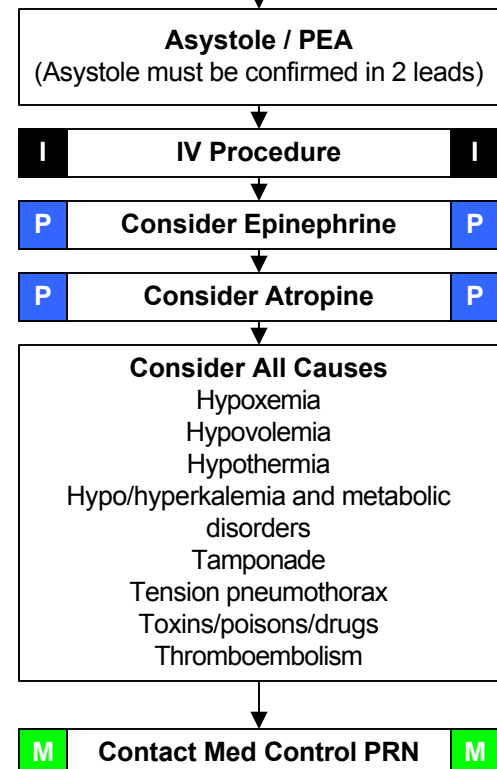 Asystole / PEA
(Asystole must be confirmed in 2 leads)
I IV Procedure I
P Consider Epinephrine P
P Consider Atropine P
Consider All Causes
Hypoxemia
Hypovolemia
Hypothermia
Hypo/hyperkalemia and metabolic
disorders
Tamponade
Tension pneumothorax
Toxins/poisons/drugs
Thromboembolism
M Contact Med Control PRN M